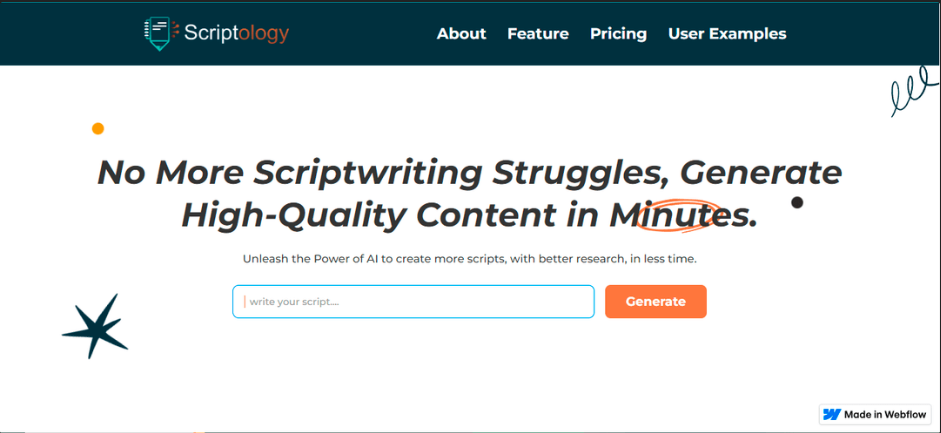 Scriptology
About Feature Pricing User Examples
No More Scriptwriting Struggles, Generate
High-Quality Content in Minutes.
Unleash the Power of AI to create more scripts, with better research, in less time.
write your script.... Generate
Made in Webflow